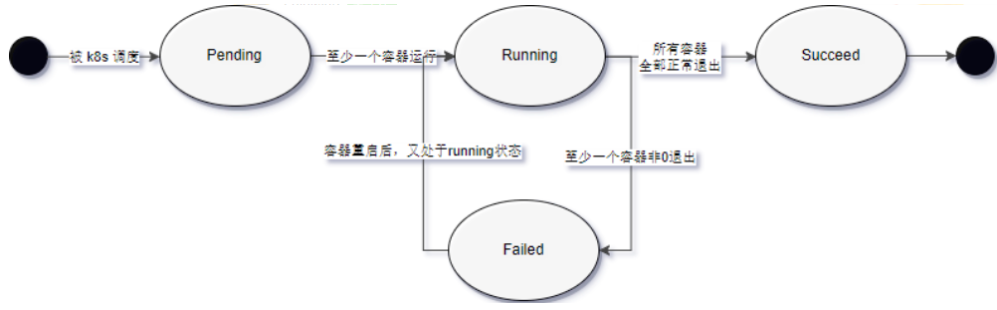 被 k8s 调度
Pending
至少一个容器运行
Running
所有容器
全部正常退出
Succeed
容器重启后，又处于running状态
至少一个容器非0退出
Failed